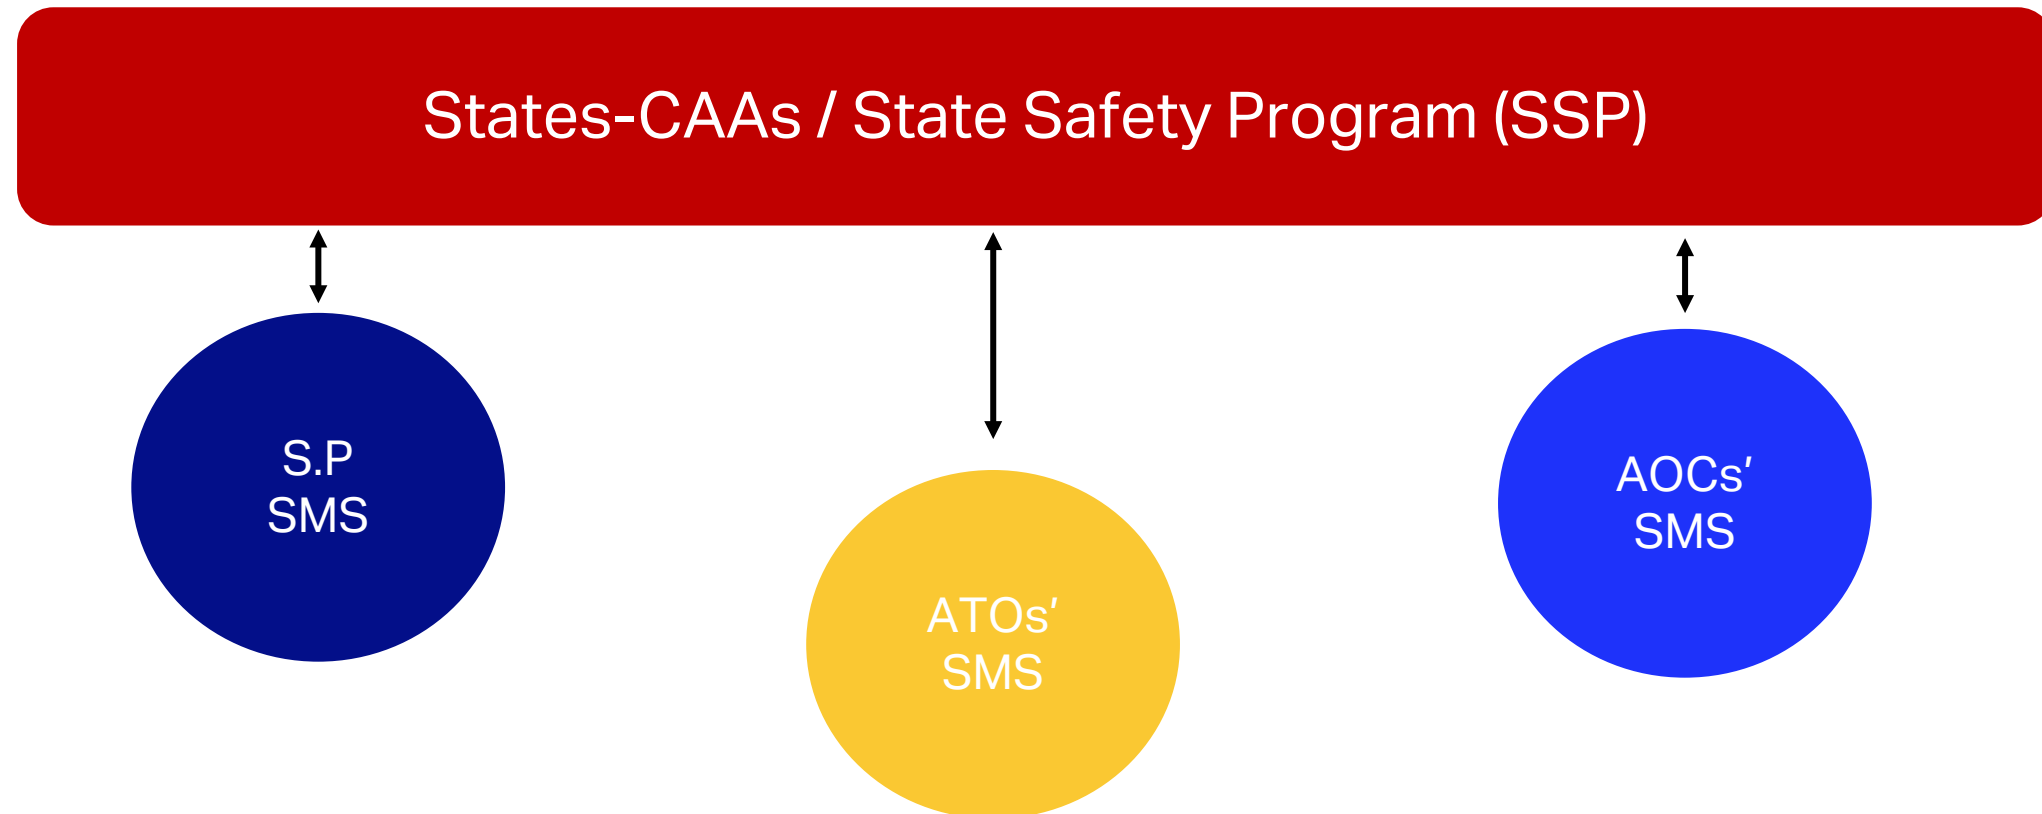 States-CAAs / State Safety Program (SSP)
S.P
SMS
ATOs'
SMS
AOCs'
SMS